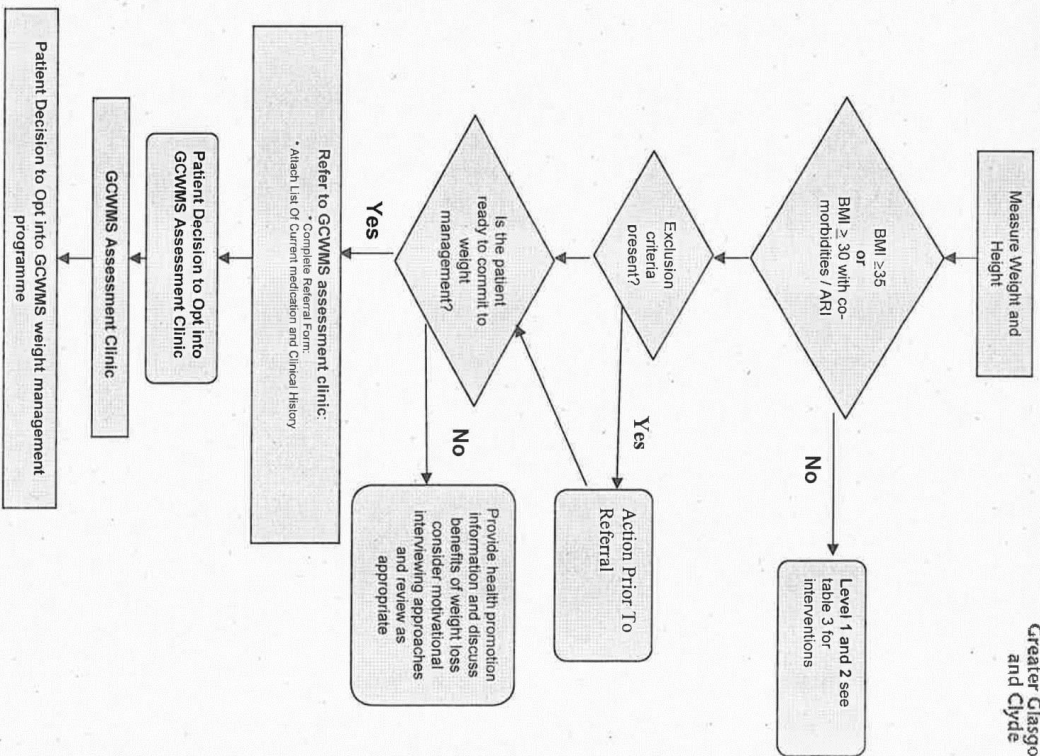 Greater Glasgo
and Clyde
Measure Weight and
Height
BMI ≥35
or
BMI ≥ 30 with co-
morbidities / ARI
No
Level 1 and 2 see
table 3 for
interventions
Exclusion
criteria
present?
Yes
Action Prior To
Referral
Is the patient
ready to commit to
weight
management?
No
Provide health promotion
information and discuss
benefits of weight loss
consider motivational
interviewing approaches
and review as
appropriate
Yes
Refer to GCWMS assessment clinic:
* Complete Referral Form:
* Attach List Of Current medication and Clinical History
Patient Decision to Opt into
GCWMS Assessment Clinic
GCWMS Assessment Clinic
Patient Decision to Opt into GCWMS weight management
programme